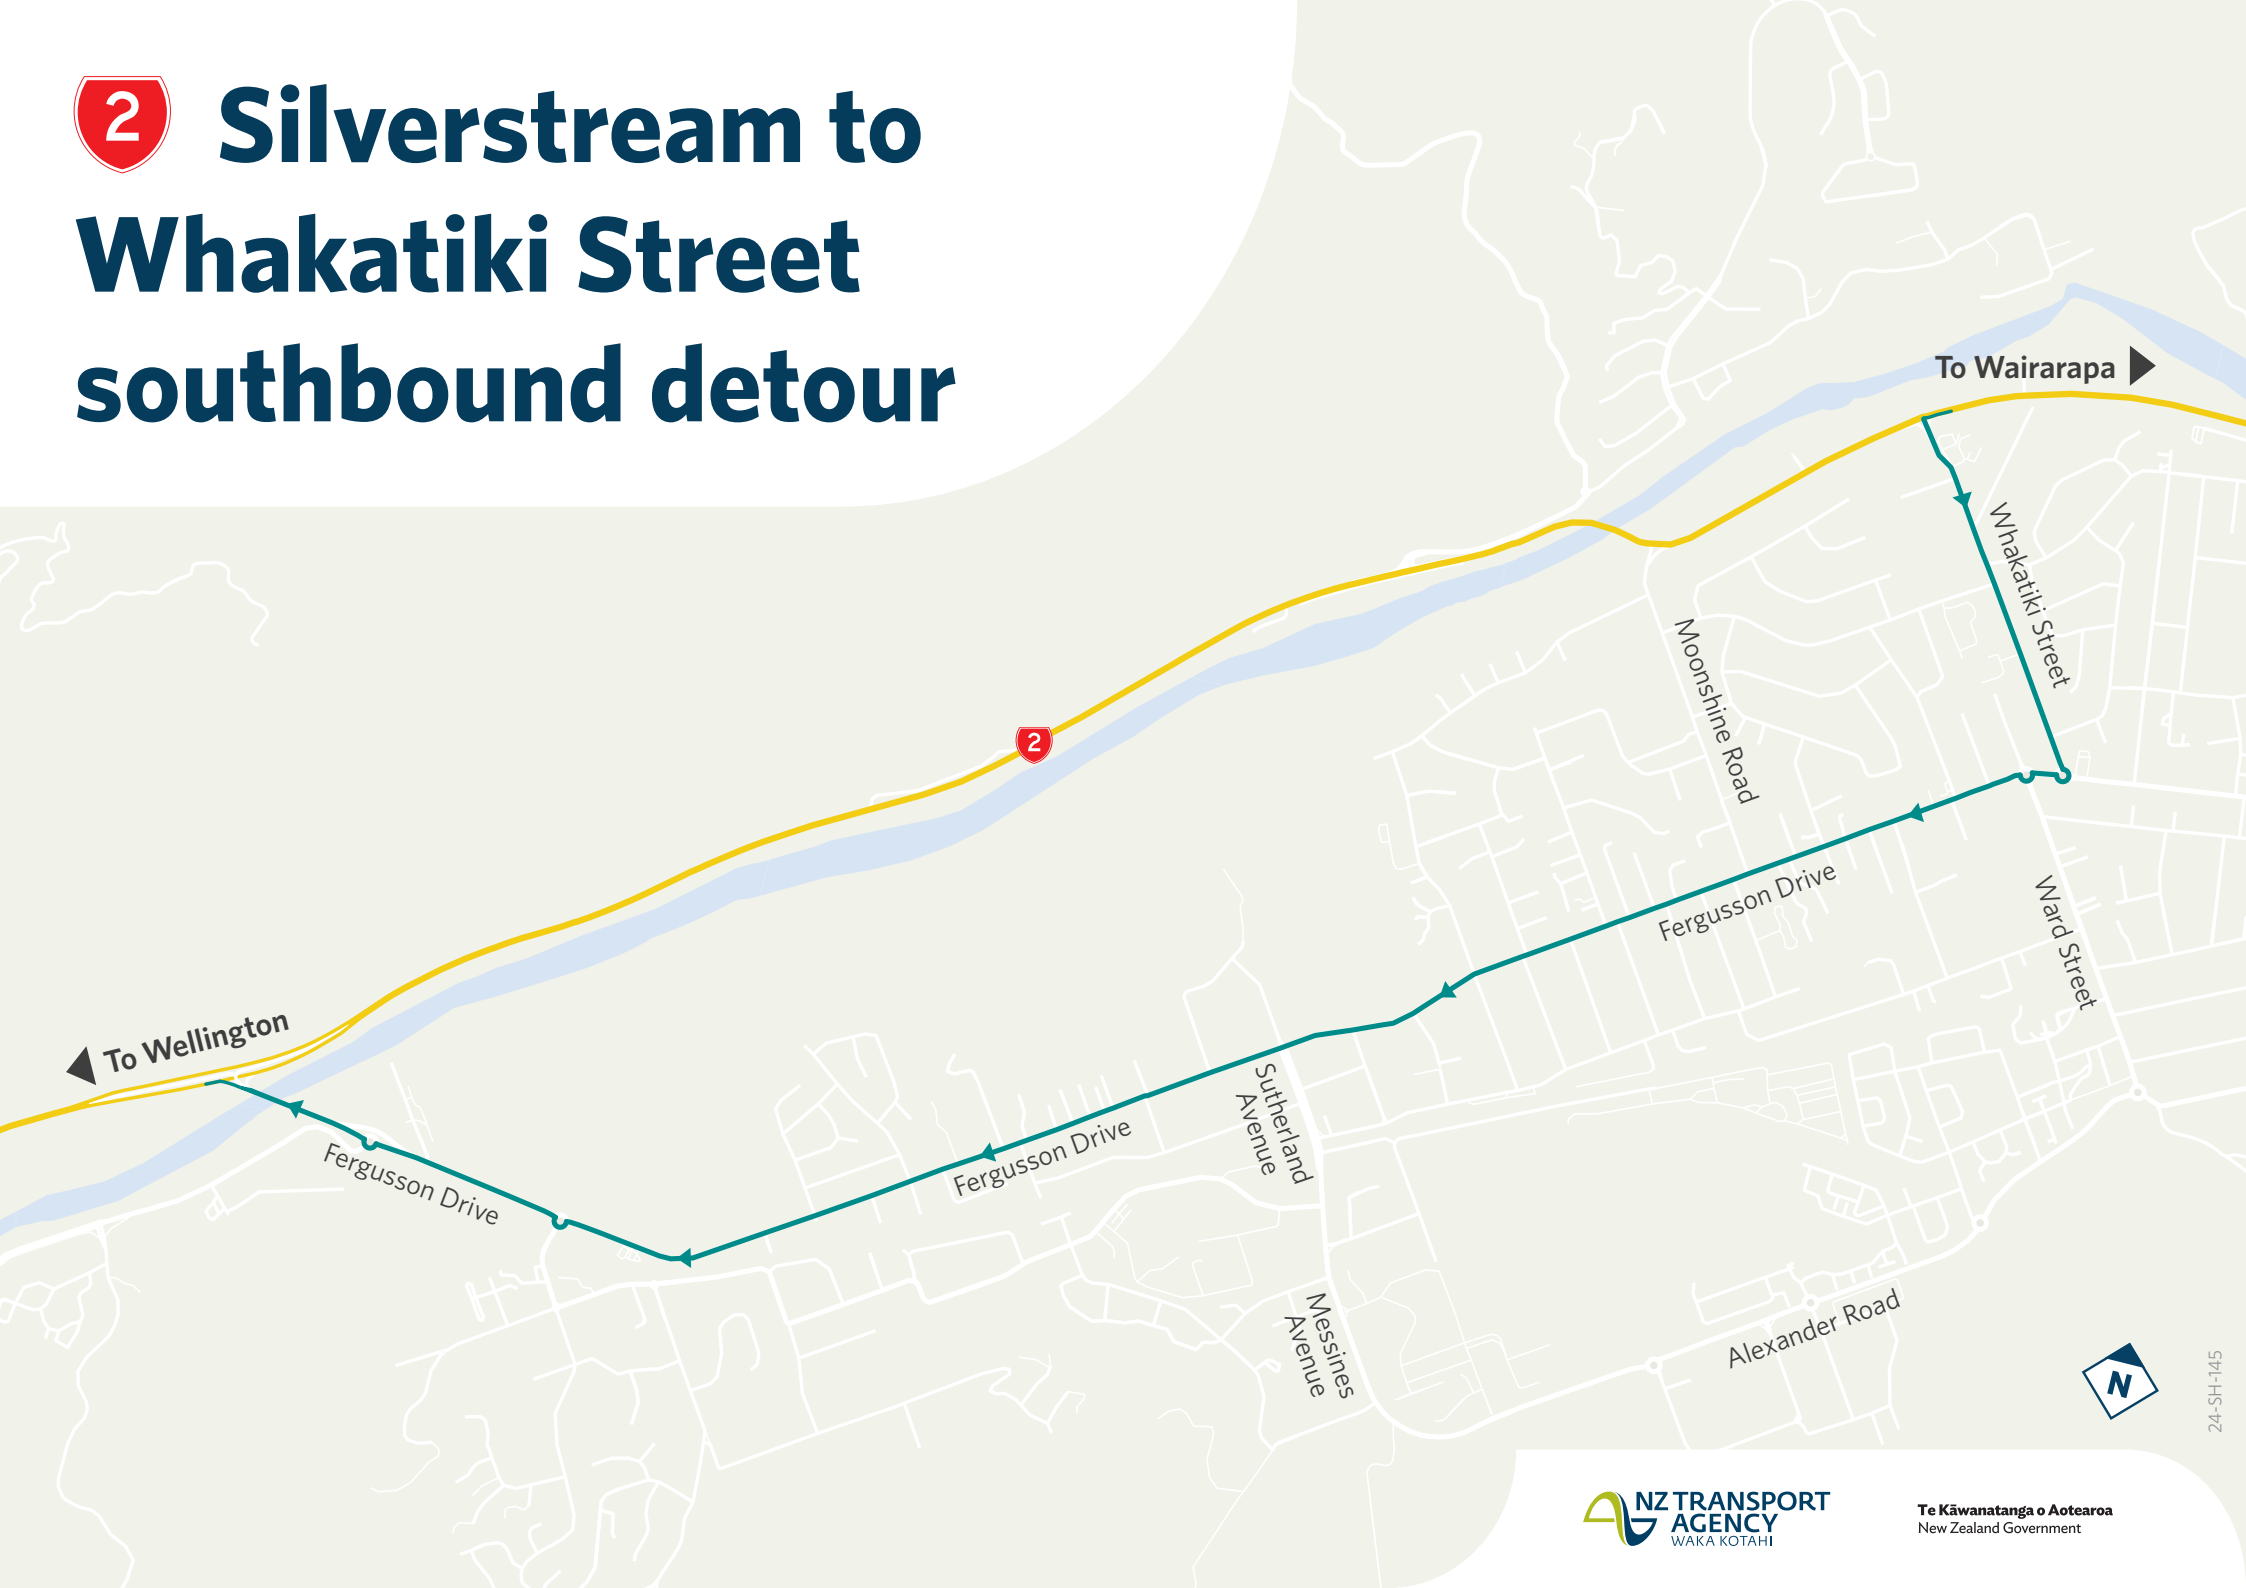 2 Silverstream to
Whakatiki Street
southbound detour
To Wairarapa
Whakatiki Street
Moonshine Road
2
Fergusson Drive
Ward Street
To Wellington
Sutherland
Avenue
Fergusson Drive
Fergusson Drive
Messines
Avenue
Alexander Road
N
24-SH-145
NZ TRANSPORT
AGENCY
WAKA KOTAHI
Te Kāwanatanga o Aotearoa
New Zealand Government